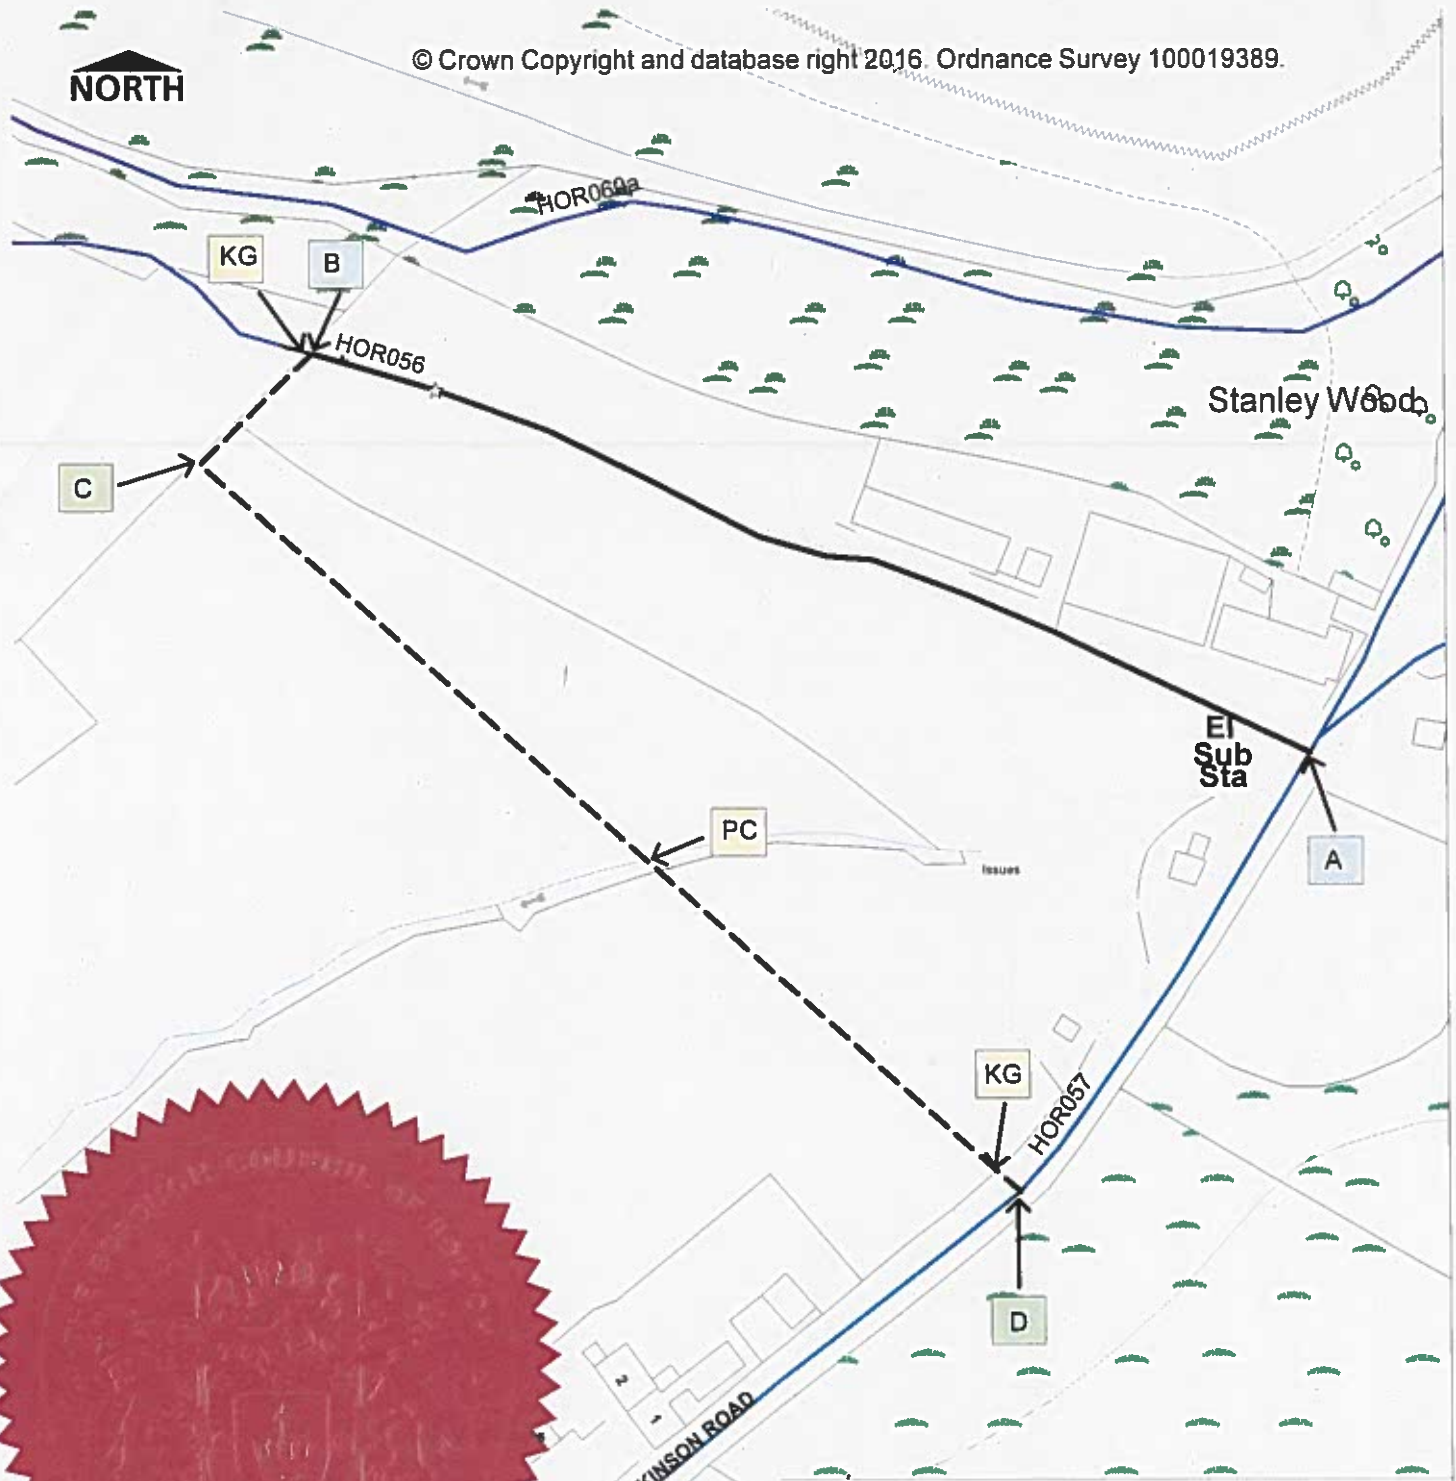 © Crown Copyright and database right 2016. Ordnance Survey 100019389.
NORTH
HOR060a
KG
B
HOR056
Stanley Wood
C
El
Sub
Sta
PC
A
Issues
KG
HOR057
D
2
1
KINSON ROAD